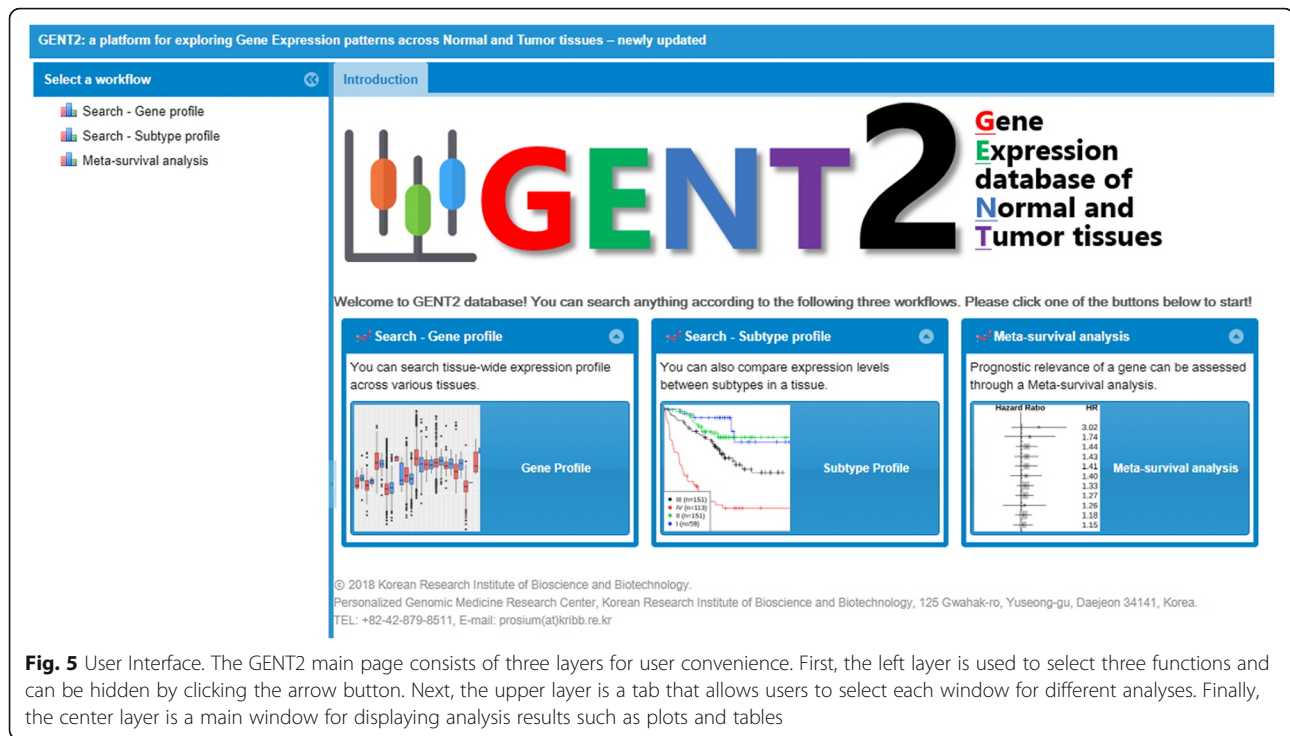 GENT2: a platform for exploring Gene Expression patterns across Normal and Tumor tissues – newly updated
Select a workflow
Search - Gene profile
Search - Subtype profile
Meta-survival analysis
Introduction
GENT2
Gene
Expression
database of
Normal and
Tumor tissues
Welcome to GENT2 database! You can search anything according to the following three workflows. Please click one of the buttons below to start!
Search - Gene profile
You can search tissue-wide expression profile
across various tissues.
Gene Profile
Search - Subtype profile
You can also compare expression levels
between subtypes in a tissue.
III (n=151)
IV (n=113)
II (n=151)
I (n=59)
Subtype Profile
Meta-survival analysis
Prognostic relevance of a gene can be assessed
through a Meta-survival analysis.
Hazard Ratio HR
3.02
1.74
1.44
1.43
1.41
1.40
1.33
1.27
1.26
1.18
1.15
Meta-survival analysis
© 2018 Korean Research Institute of Bioscience and Biotechnology.
Personalized Genomic Medicine Research Center, Korean Research Institute of Bioscience and Biotechnology, 125 Gwahak-ro, Yuseong-gu, Daejeon 34141, Korea.
TEL: +82-42-879-8511, E-mail: prosium(at)kribb.re.kr
Fig. 5 User Interface. The GENT2 main page consists of three layers for user convenience. First, the left layer is used to select three functions and
can be hidden by clicking the arrow button. Next, the upper layer is a tab that allows users to select each window for different analyses. Finally,
the center layer is a main window for displaying analysis results such as plots and tables